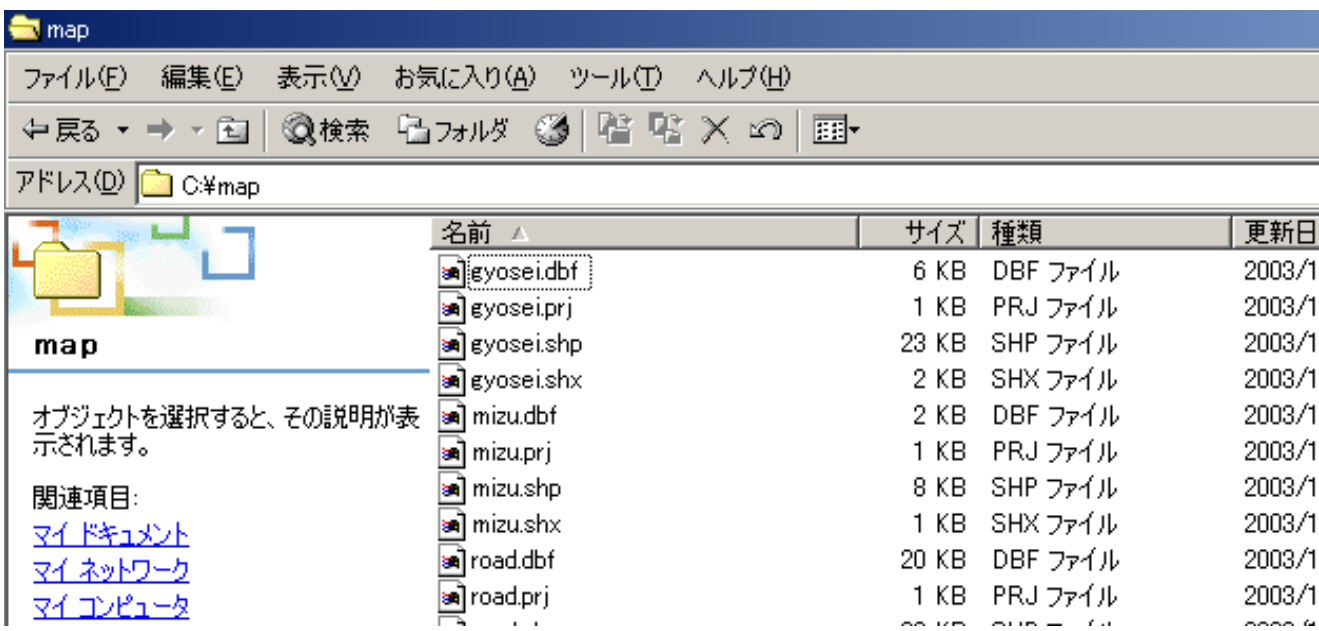 map
ファイル(F) 編集(E) 表示(V) お気に入り(A) ツール(T) ヘルプ(H)
戻る 検索 フォルダ
アドレス(D) C:¥map
名前 サイズ 種類 更新日
gyosei.dbf 6 KB DBF ファイル 2003/1
gyosei.prj 1 KB PRJ ファイル 2003/1
gyosei.shp 23 KB SHP ファイル 2003/1
gyosei.shx 2 KB SHX ファイル 2003/1
mizu.dbf 2 KB DBF ファイル 2003/1
mizu.prj 1 KB PRJ ファイル 2003/1
mizu.shp 8 KB SHP ファイル 2003/1
mizu.shx 1 KB SHX ファイル 2003/1
road.dbf 20 KB DBF ファイル 2003/1
road.prj 1 KB PRJ ファイル 2003/1
map
オブジェクトを選択すると、その説明が表
示されます。
関連項目:
マイ ドキュメント
マイ ネットワーク
マイ コンピュータ